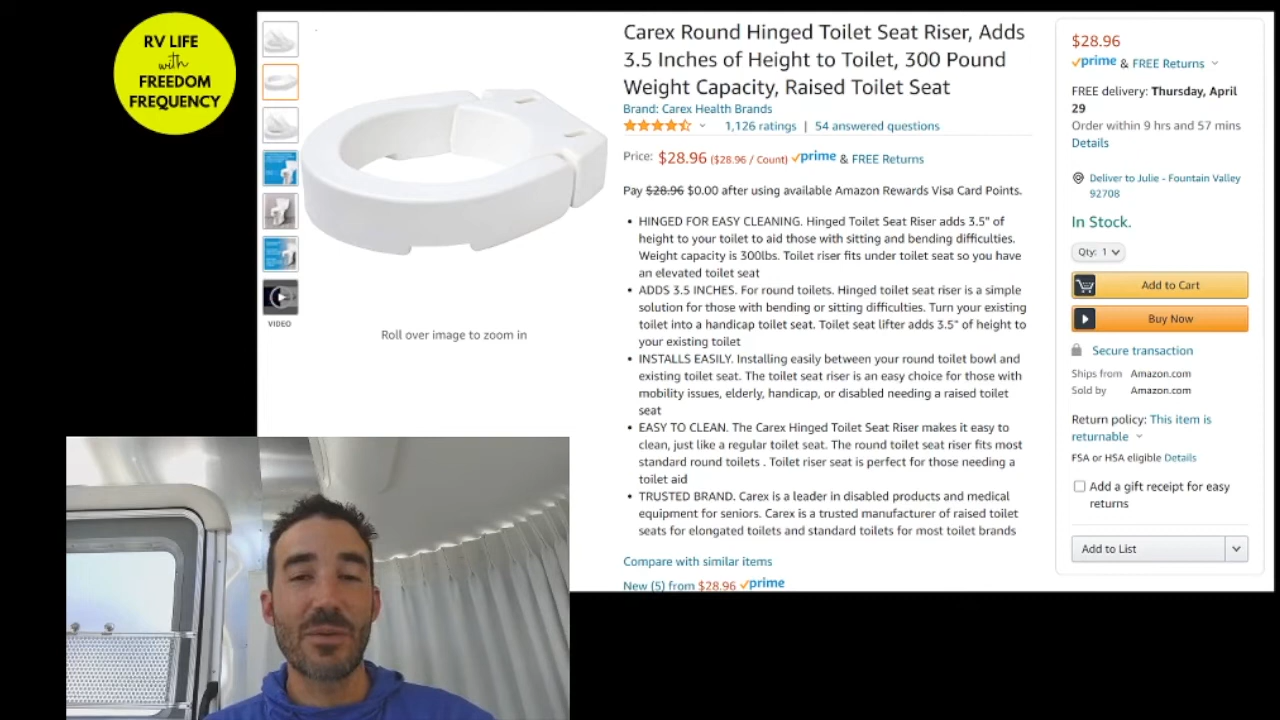 RV LIFE
with
FREEDOM
FREQUENCY
VIDEO
Roll over image to zoom in
Carex Round Hinged Toilet Seat Riser, Adds
3.5 Inches of Height to Toilet, 300 Pound
Weight Capacity, Raised Toilet Seat
Brand: Carex Health Brands
1,126 ratings | 54 answered questions
Price: $28.96 ($28.96 / Count) prime & FREE Returns
Pay $28.96 $0.00 after using available Amazon Rewards Visa Card Points.
• HINGED FOR EASY CLEANING. Hinged Toilet Seat Riser adds 3.5" of
height to your toilet to aid those with sitting and bending difficulties.
Weight capacity is 300lbs. Toilet riser fits under toilet seat so you have
an elevated toilet seat
• ADDS 3.5 INCHES. For round toilets. Hinged toilet seat riser is a simple
solution for those with bending or sitting difficulties. Turn your existing
toilet into a handicap toilet seat. Toilet seat lifter adds 3.5" of height to
your existing toilet
• INSTALLS EASILY. Installing easily between your round toilet bowl and
existing toilet seat. The toilet seat riser is an easy choice for those with
mobility issues, elderly, handicap, or disabled needing a raised toilet
seat
• EASY TO CLEAN. The Carex Hinged Toilet Seat Riser makes it easy to
clean, just like a regular toilet seat. The round toilet seat riser fits most
standard round toilets . Toilet riser seat is perfect for those needing a
toilet aid
• TRUSTED BRAND. Carex is a leader in disabled products and medical
equipment for seniors. Carex is a trusted manufacturer of raised toilet
seats for elongated toilets and standard toilets for most toilet brands
Compare with similar items
New (5) from $28.96 prime
$28.96
prime & FREE Returns
FREE delivery: Thursday, April
29
Order within 9 hrs and 57 mins
Details
Deliver to Julie - Fountain Valley
92708
In Stock.
Qty: 1
Add to Cart
Buy Now
Secure transaction
Ships from Amazon.com
Sold by Amazon.com
Return policy: This item is
returnable
FSA or HSA eligible Details
Add a gift receipt for easy
returns
Add to List